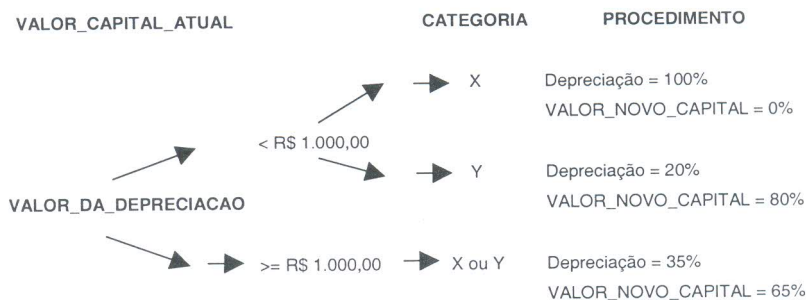 VALOR_CAPITAL_ATUAL CATEGORIA PROCEDIMENTO
X Depreciação = 100%
VALOR_NOVO_CAPITAL = 0%
< R$ 1.000,00
Y Depreciação = 20%
VALOR_NOVO_CAPITAL = 80%
VALOR_DA_DEPRECIACAO
>= R$ 1.000,00 X ou Y Depreciação = 35%
VALOR_NOVO_CAPITAL = 65%